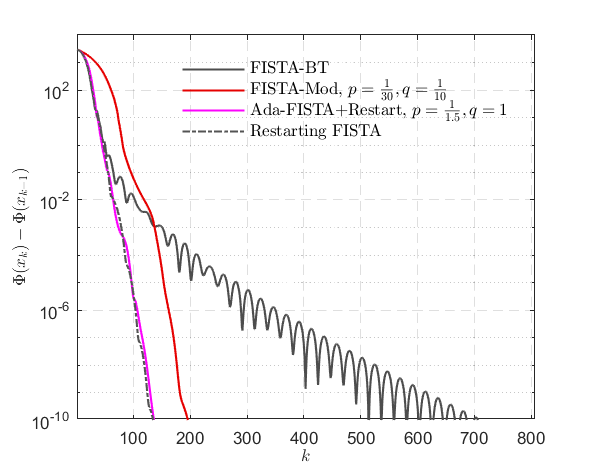 FISTA-BT
FISTA-Mod, p = 1/30, q = 1/10
Ada-FISTA+Restart, p = 1/1.5, q = 1
Restarting FISTA
Φ(x_k) − Φ(x_{k−1})
10^2
10^-2
10^-6
10^-10
100 200 300 400 500 600 700 800
k